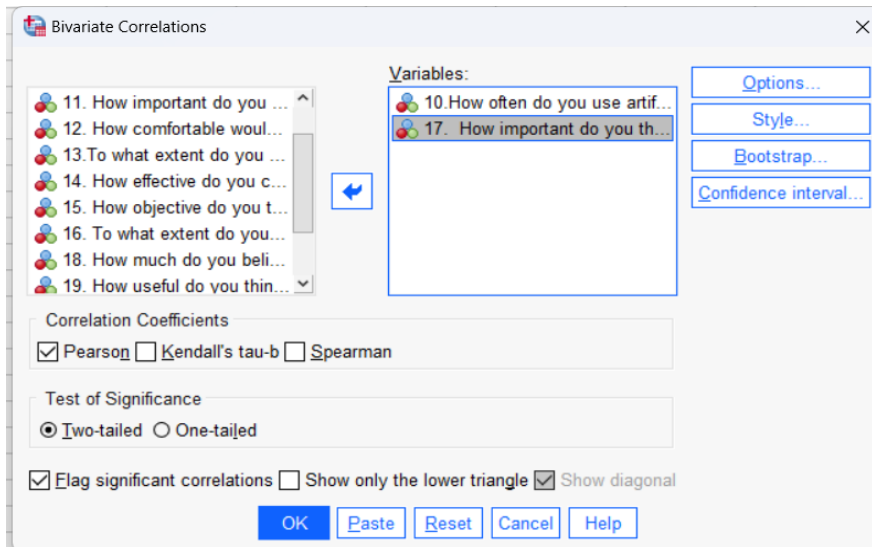 Bivariate Correlations
Variables:
11. How important do you ...
12. How comfortable woul...
13.To what extent do you ...
14. How effective do you c...
15. How objective do you t...
16. To what extent do you...
18. How much do you beli...
19. How useful do you thin...
10.How often do you use artif...
17. How important do you th...
Options...
Style...
Bootstrap...
Confidence interval...
Correlation Coefficients
Pearson Kendall's tau-b Spearman
Test of Significance
Two-tailed One-tailed
Flag significant correlations Show only the lower triangle Show diagonal
OK Paste Reset Cancel Help